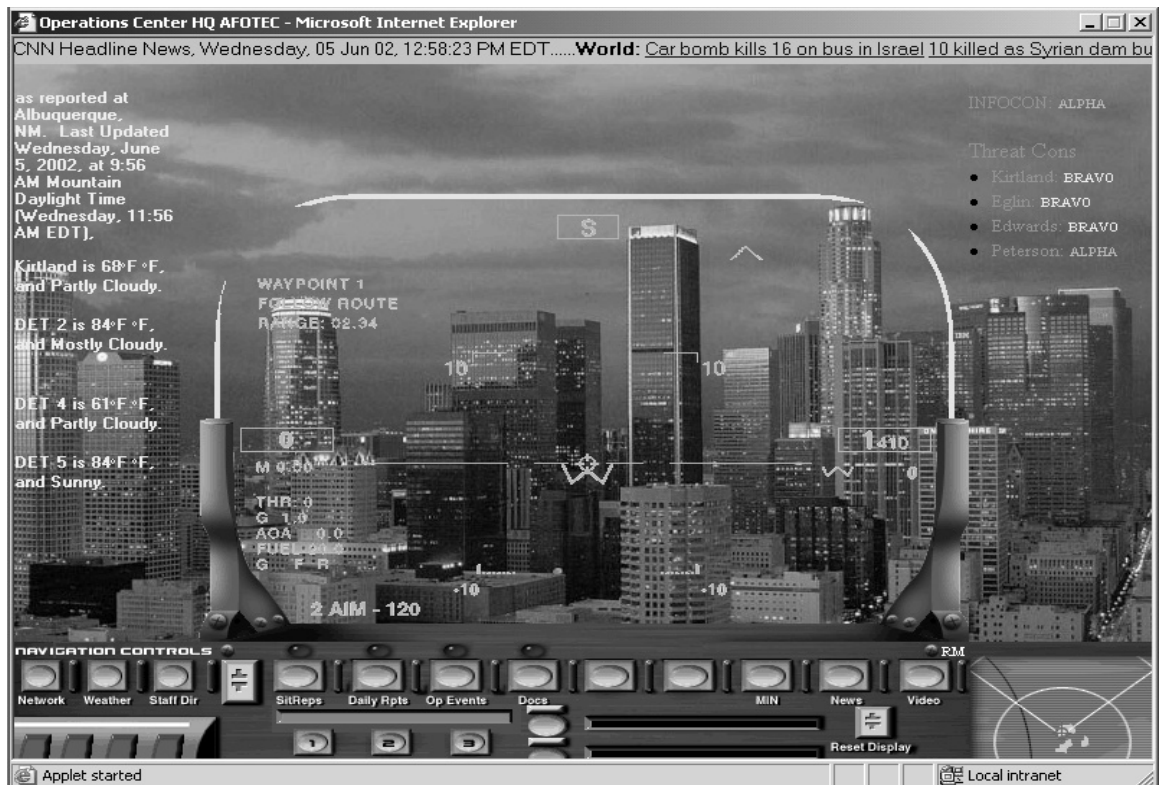 Operations Center HQ AFOTEC - Microsoft Internet Explorer
CNN Headline News, Wednesday, 05 Jun 02, 12:58:23 PM EDT......World: Car bomb kills 16 on bus in Israel 10 killed as Syrian dam bu
as reported at
Albuquerque,
NM. Last Updated
Wednesday, June
5, 2002, at 9:56
AM Mountain
Daylight Time
(Wednesday, 11:56
AM EDT),
Kirtland is 68°F °F,
and Partly Cloudy.
DET 2 is 84°F °F,
and Mostly Cloudy.
DET 4 is 61°F °F,
and Partly Cloudy.
DET 5 is 84°F °F,
and Sunny.
INFOCON: ALPHA
Threat Cons
Kirtland: BRAVO
Eglin: BRAVO
Edwards: BRAVO
Peterson: ALPHA
S
WAYPOINT 1
FOLLOW ROUTE
RANGE: 02.34
10 10
0 1410
M 0.50
0
THR 0
G 1.0
AOA 0.0
G F R
-10 -10
2 AIM - 120
IBM
NAVIGATION CONTROLS
RM
Network Weather Staff Dir SitReps Daily Rpts Op Events Docs MIN News Video
1 2 3
Reset Display
Applet started
Local intranet